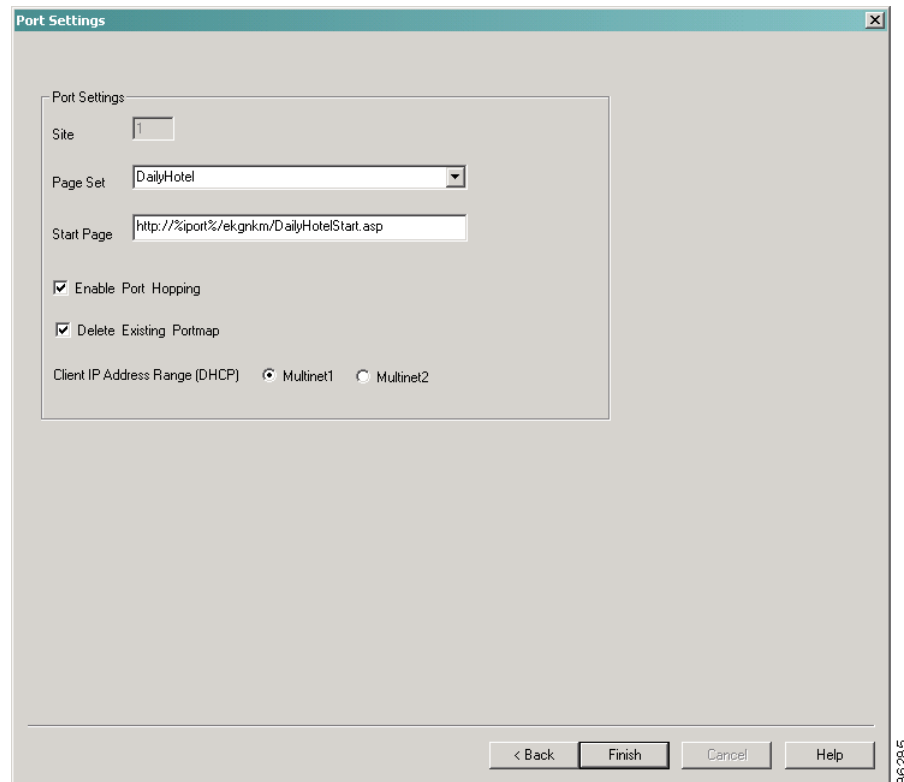 Port Settings
Port Settings
Site 1
Page Set DailyHotel
Start Page http://%iport%/ekgnkm/DailyHotelStart.asp
Enable Port Hopping
Delete Existing Portmap
Client IP Address Range (DHCP) Multinet1 Multinet2
< Back Finish Cancel Help